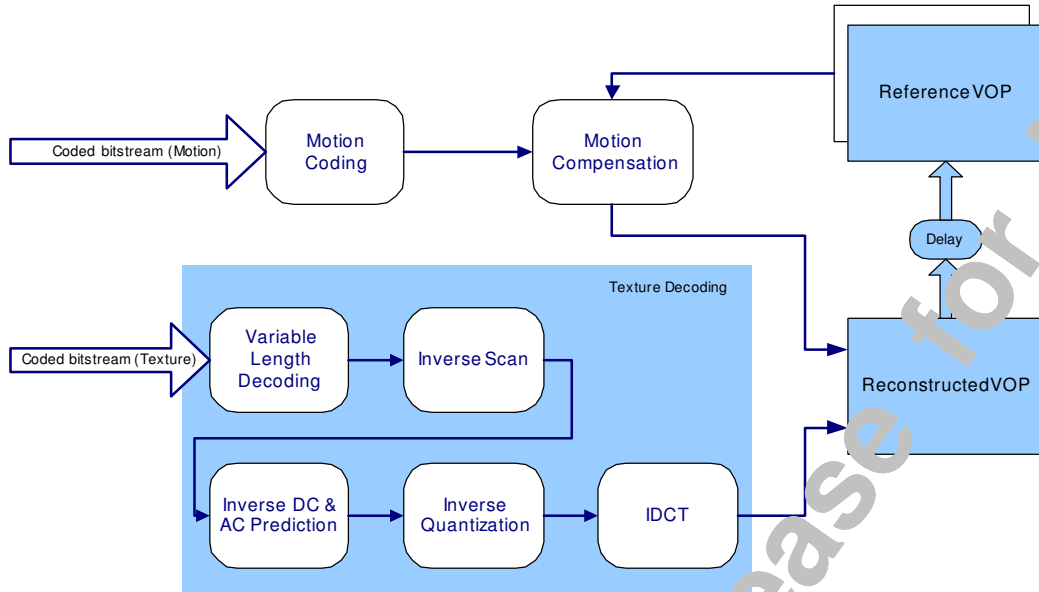 Reference VOP
Coded bitstream (Motion)
Motion
Coding
Motion
Compensation
Delay
Texture Decoding
Coded bitstream (Texture)
Variable
Length
Decoding
Inverse Scan
Reconstructed VOP
Inverse DC &
AC Prediction
Inverse
Quantization
IDCT
ease for